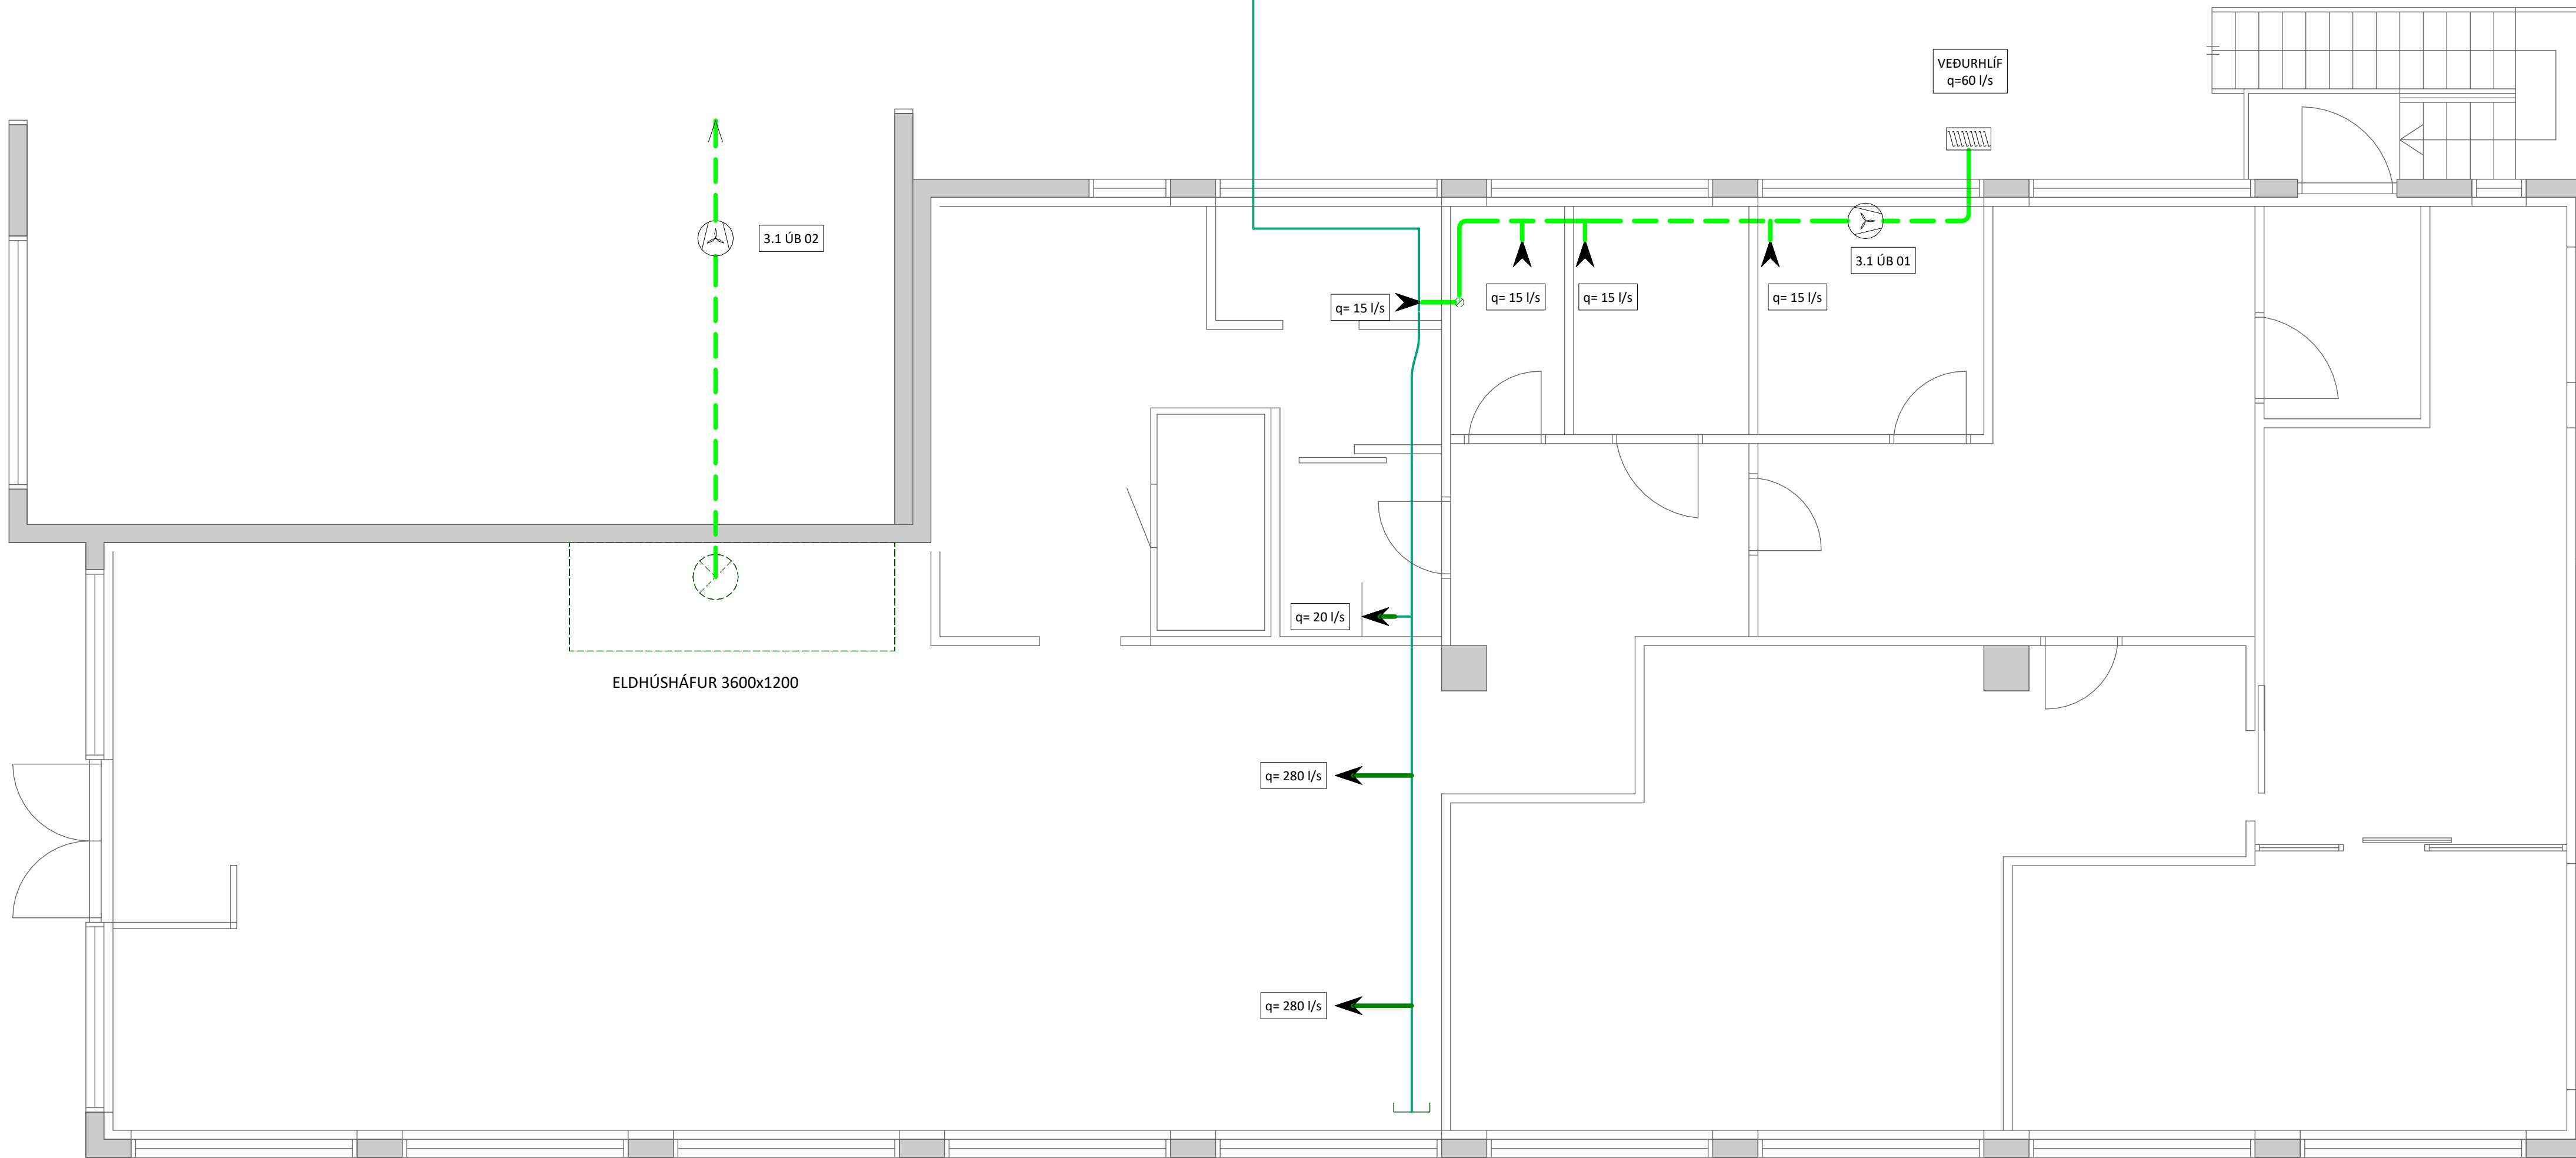 VEÐURHLÍF
q=60 l/s
3.1 ÚB 02
3.1 ÚB 01
q= 15 l/s
q= 15 l/s
q= 15 l/s
q= 15 l/s
q= 20 l/s
ELDHÚSHÁFUR 3600x1200
q= 280 l/s
q= 280 l/s